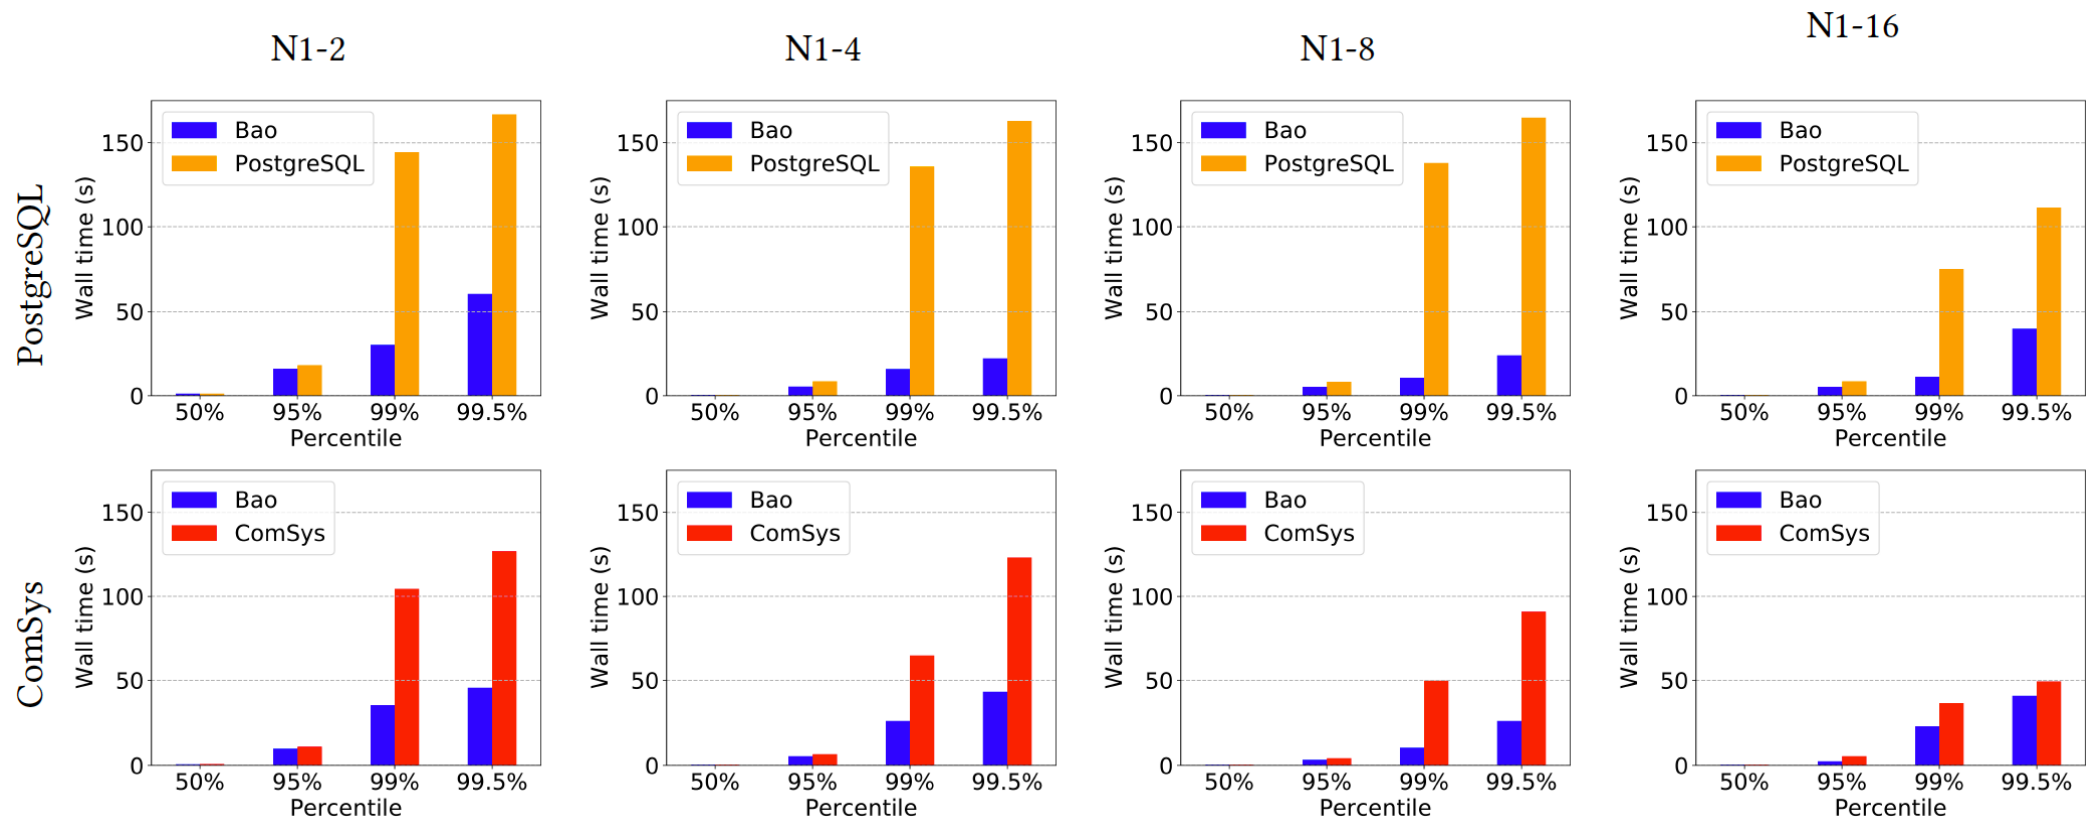 N1-2
N1-4
N1-8
N1-16
PostgreSQL
Wall time (s)
150
100
50
0
Bao
PostgreSQL
50% 95% 99% 99.5%
Percentile
Wall time (s)
150
100
50
0
Bao
PostgreSQL
50% 95% 99% 99.5%
Percentile
Wall time (s)
150
100
50
0
Bao
PostgreSQL
50% 95% 99% 99.5%
Percentile
Wall time (s)
150
100
50
0
Bao
PostgreSQL
50% 95% 99% 99.5%
Percentile
ComSys
Wall time (s)
150
100
50
0
Bao
ComSys
50% 95% 99% 99.5%
Percentile
Wall time (s)
150
100
50
0
Bao
ComSys
50% 95% 99% 99.5%
Percentile
Wall time (s)
150
100
50
0
Bao
ComSys
50% 95% 99% 99.5%
Percentile
Wall time (s)
150
100
50
0
Bao
ComSys
50% 95% 99% 99.5%
Percentile